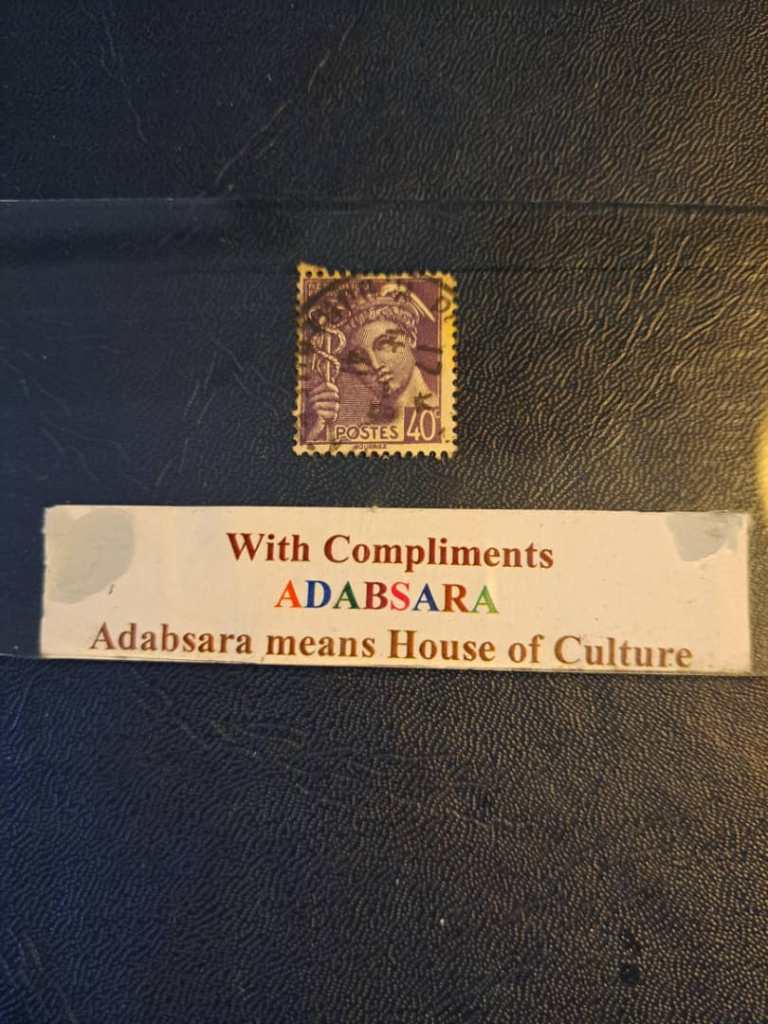 POSTES 40c
With Compliments
ADABSARA
Adabsara means House of Culture